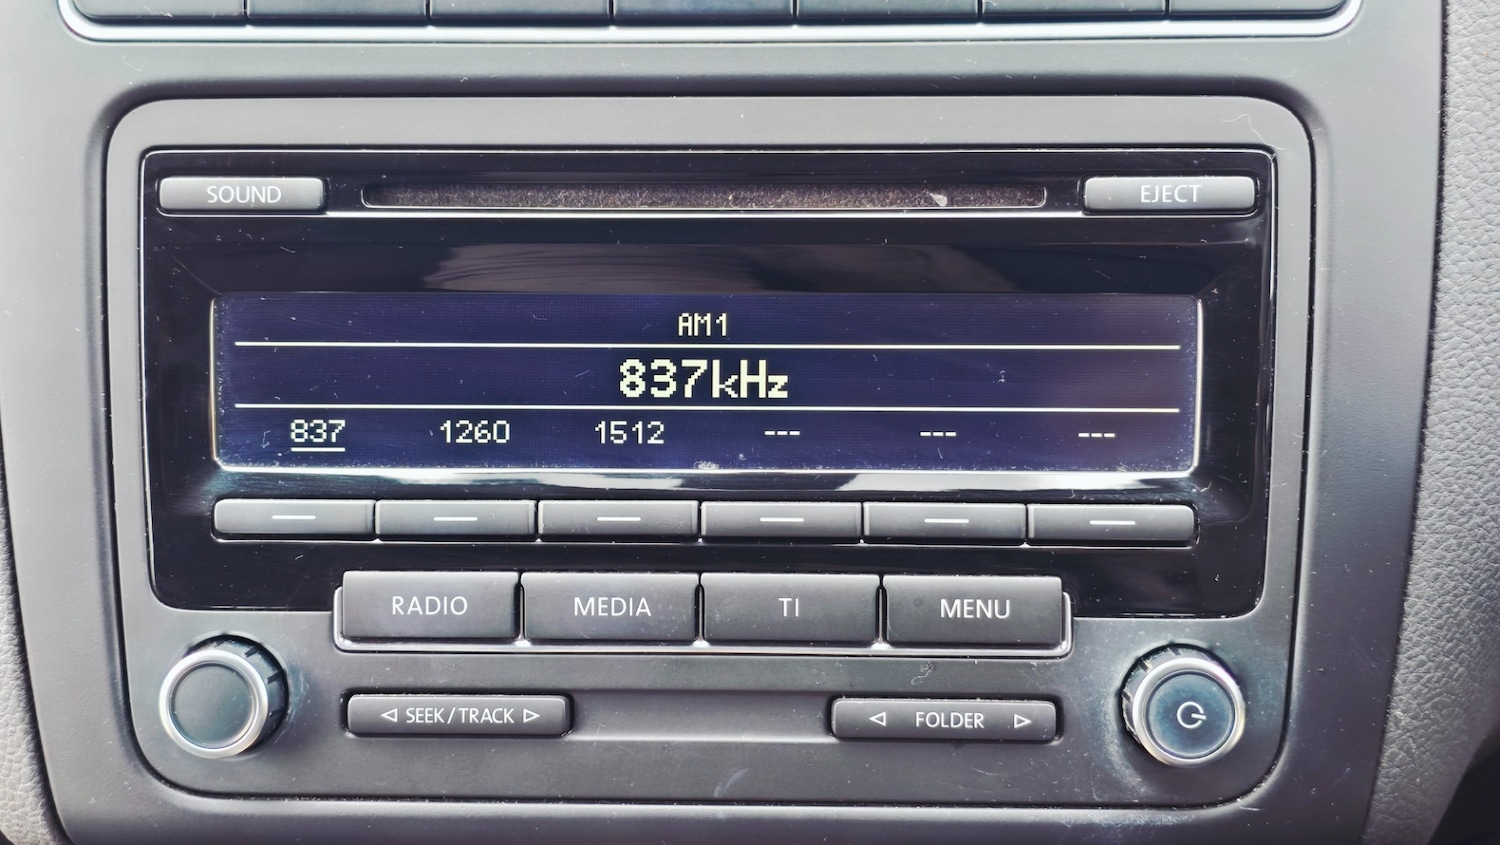 SOUND EJECT
AM1
837kHz
837 1260 1512 --- --- ---
RADIO MEDIA TI MENU
◁ SEEK/TRACK ▷ ◁ FOLDER ▷